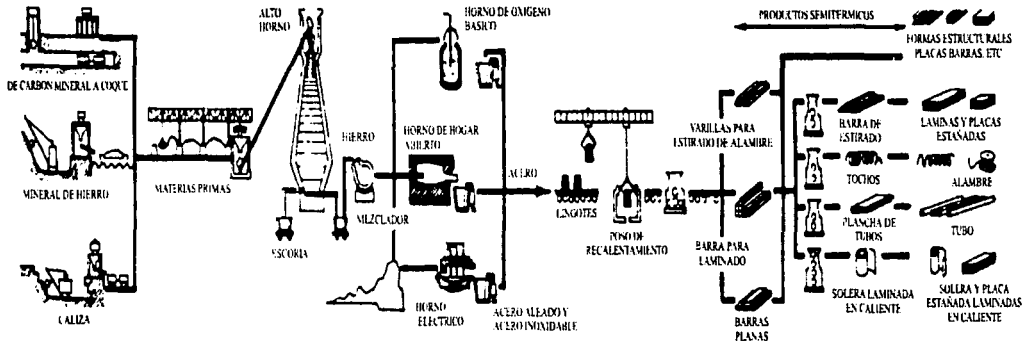 DE CARBON MINERAL A COQUE
MINERAL DE HIERRO
CALIZA
MATERIAS PRIMAS
ALTO
HORNO
ESCORIA
HIERRO
MEZCLADOR
HORNO DE OXIGENO
BASICO
HORNO DE HOGAR
ABIERTO
HORNO
ELECTRICO
ACERO
ACERO ALEADO Y
ACERO INOXIDABLE
LINGOTES
POSO DE
RECALENTAMIENTO
VARILLAS PARA
ESTIRADO DE ALAMBRE
BARRA PARA
LAMINADO
BARRAS
PLANAS
PRODUCTOS SEMITERMICOS
FORMAS ESTRUCTURALES
PLACAS BARRAS, ETC
BARRA DE
ESTIRADO
LAMINAS Y PLACAS
ESTAÑADAS
TOCHOS
ALAMBRE
PLANCHA DE
TUBOS
TUBO
SOLERA LAMINADA
EN CALIENTE
SOLERA Y PLACA
ESTAÑADA LAMINADAS
EN CALIENTE